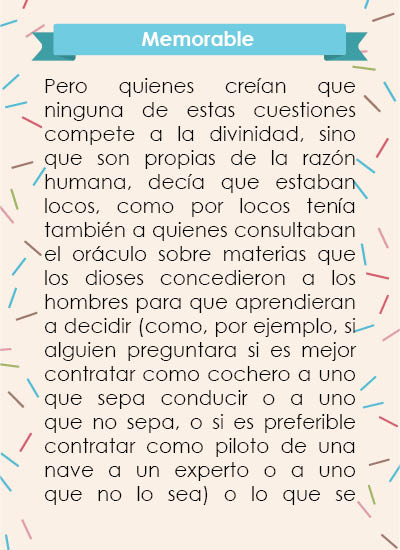 Memorable
Pero quienes creían que
ninguna de estas cuestiones
compete a la divinidad, sino
que son propias de la razón
humana, decía que estaban
locos, como por locos tenía
también a quienes consultaban
el oráculo sobre materias que
los dioses concedieron a los
hombres para que aprendieran
a decidir (como, por ejemplo, si
alguien preguntara si es mejor
contratar como cochero a uno
que sepa conducir o a uno
que no sepa, o si es preferible
contratar como piloto de una
nave a un experto o a uno
que no lo sea) o lo que se